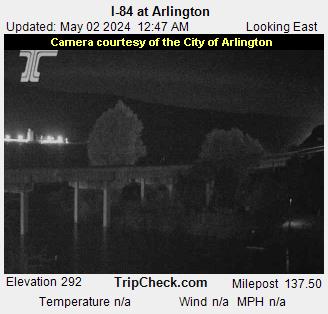 I-84 at Arlington
Updated: May 02 2024 12:47 AM Looking East
Camera courtesy of the City of Arlington
Elevation 292 TripCheck.com Milepost 137.50
Temperature n/a Wind n/a MPH n/a